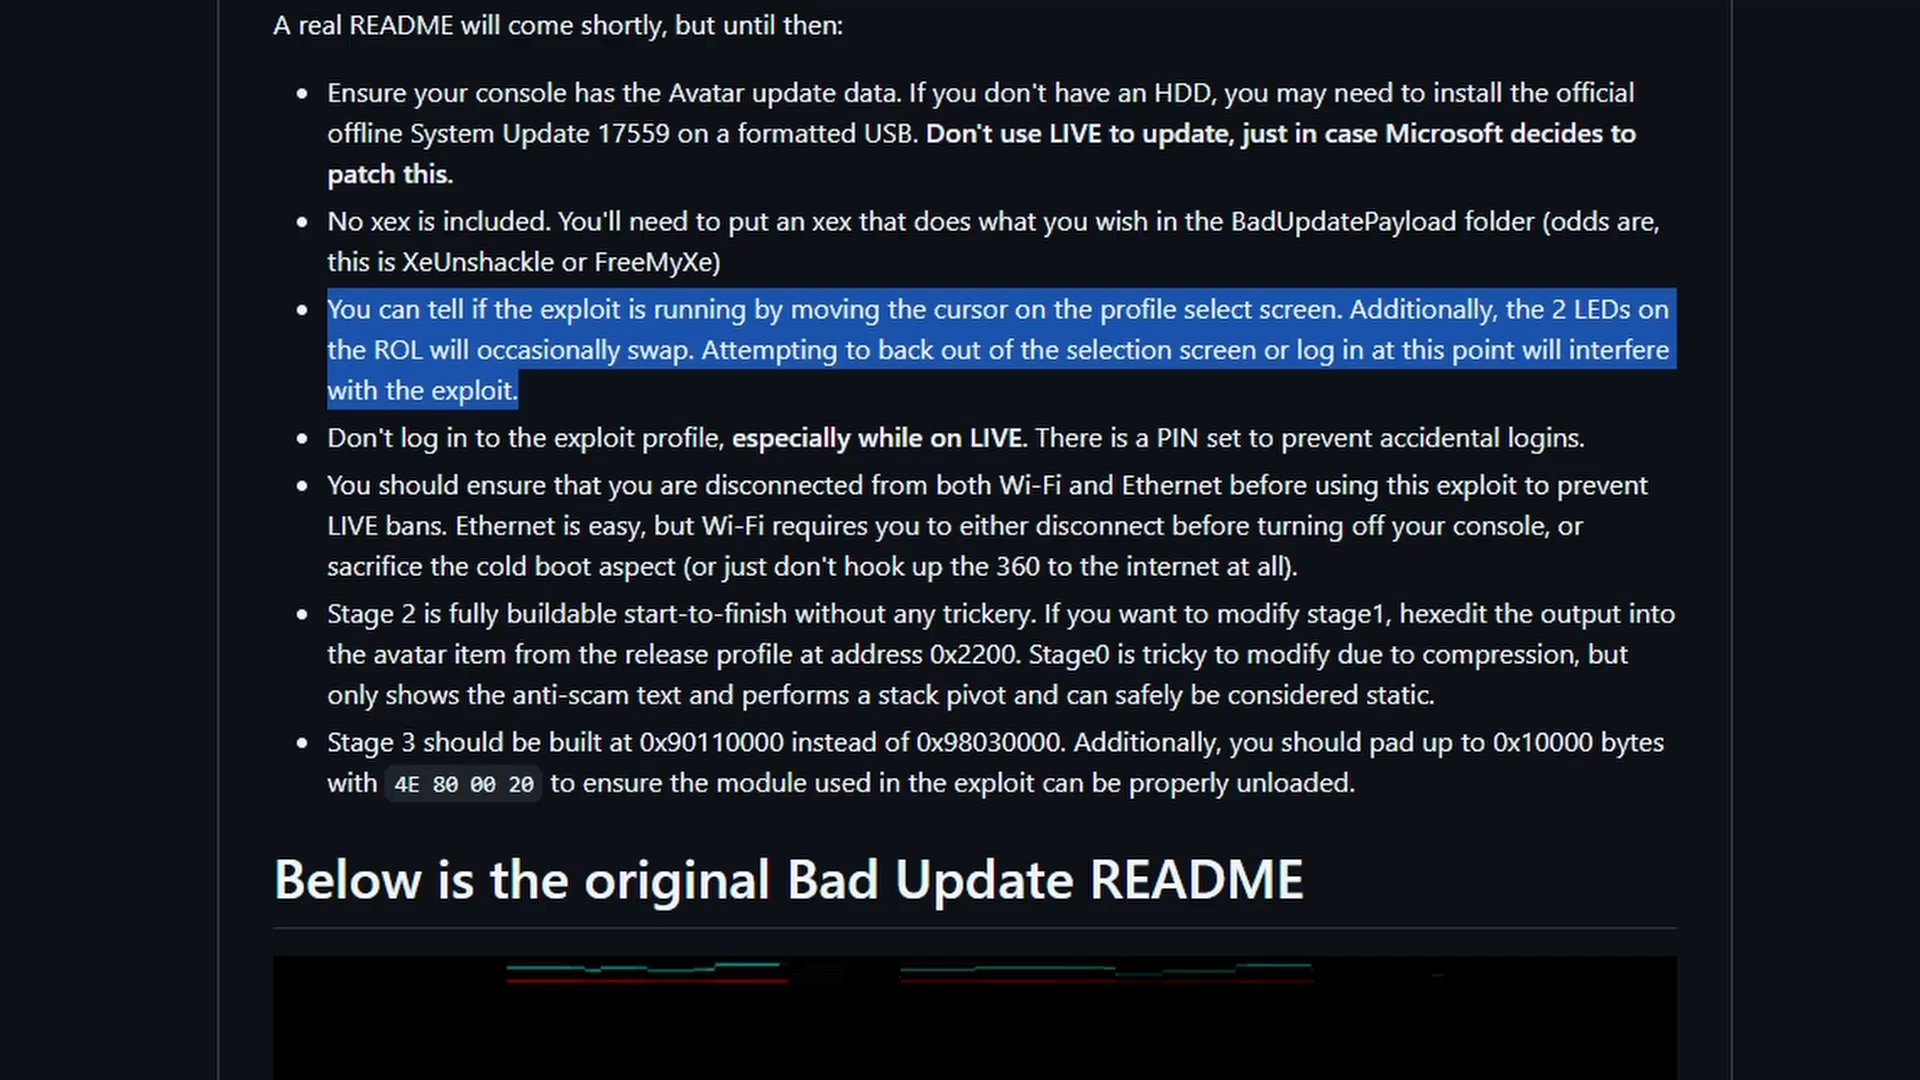 A real README will come shortly, but until then:
Ensure your console has the Avatar update data. If you don't have an HDD, you may need to install the official
offline System Update 17559 on a formatted USB. Don't use LIVE to update, just in case Microsoft decides to
patch this.
No xex is included. You'll need to put an xex that does what you wish in the BadUpdatePayload folder (odds are,
this is XeUnshackle or FreeMyXe)
You can tell if the exploit is running by moving the cursor on the profile select screen. Additionally, the 2 LEDs on
the ROL will occasionally swap. Attempting to back out of the selection screen or log in at this point will interfere
with the exploit.
Don't log in to the exploit profile, especially while on LIVE. There is a PIN set to prevent accidental logins.
You should ensure that you are disconnected from both Wi-Fi and Ethernet before using this exploit to prevent
LIVE bans. Ethernet is easy, but Wi-Fi requires you to either disconnect before turning off your console, or
sacrifice the cold boot aspect (or just don't hook up the 360 to the internet at all).
Stage 2 is fully buildable start-to-finish without any trickery. If you want to modify stage1, hexedit the output into
the avatar item from the release profile at address 0x2200. Stage0 is tricky to modify due to compression, but
only shows the anti-scam text and performs a stack pivot and can safely be considered static.
Stage 3 should be built at 0x90110000 instead of 0x98030000. Additionally, you should pad up to 0x10000 bytes
with 4E 80 00 20 to ensure the module used in the exploit can be properly unloaded.
Below is the original Bad Update README